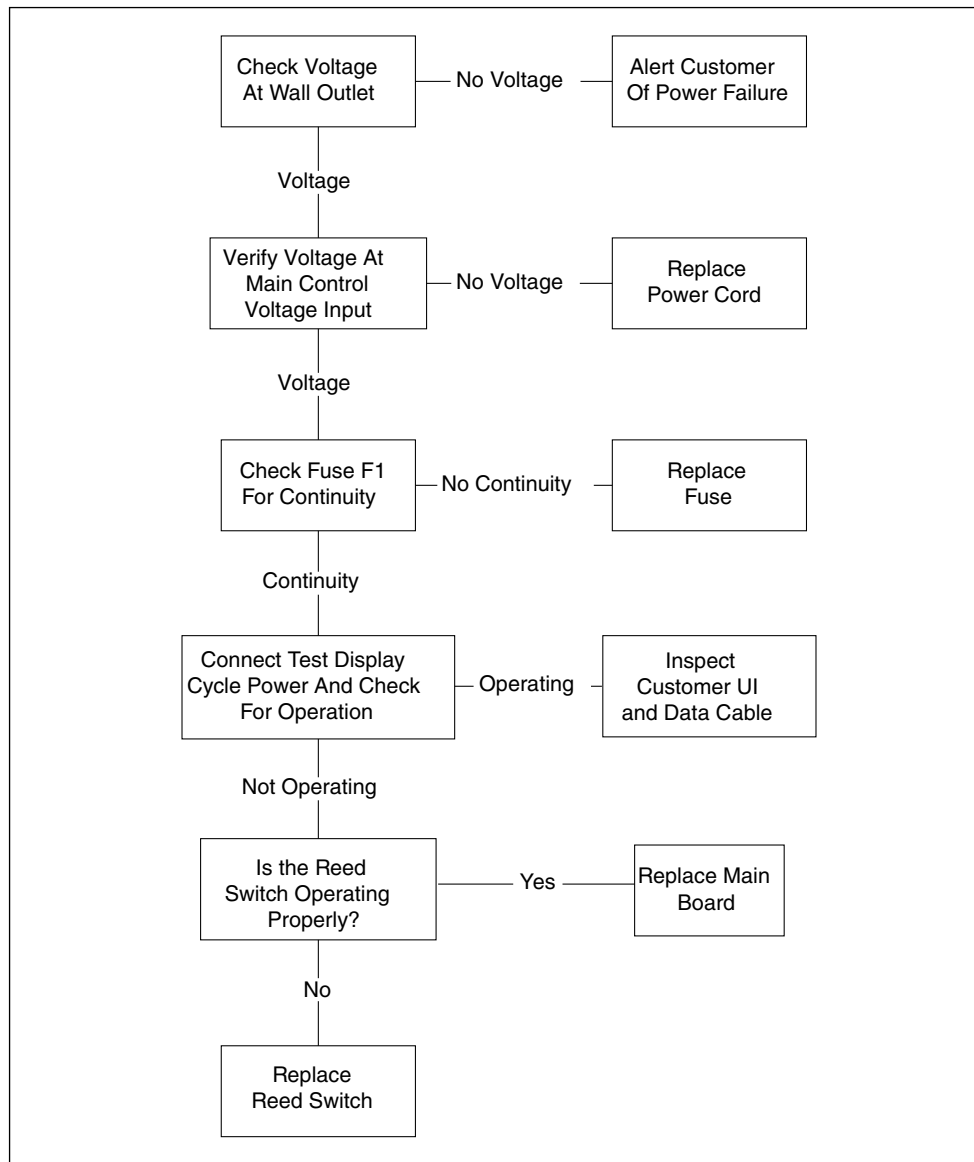 Check Voltage
At Wall Outlet
No Voltage
Alert Customer
Of Power Failure
Voltage
Verify Voltage At
Main Control
Voltage Input
No Voltage
Replace
Power Cord
Voltage
Check Fuse F1
For Continuity
No Continuity
Replace
Fuse
Continuity
Connect Test Display
Cycle Power And Check
For Operation
Operating
Inspect
Customer UI
and Data Cable
Not Operating
Is the Reed
Switch Operating
Properly?
Yes
Replace Main
Board
No
Replace
Reed Switch